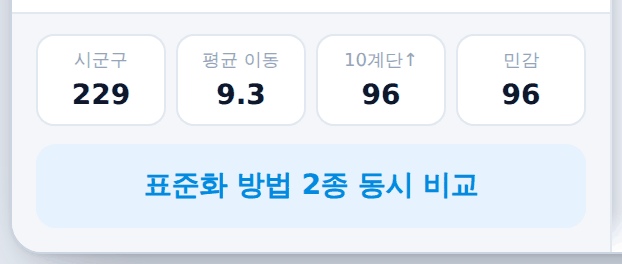 시군구 평균 이동 10계단↑ 민감
229 9.3 96 96
표준화 방법 2종 동시 비교